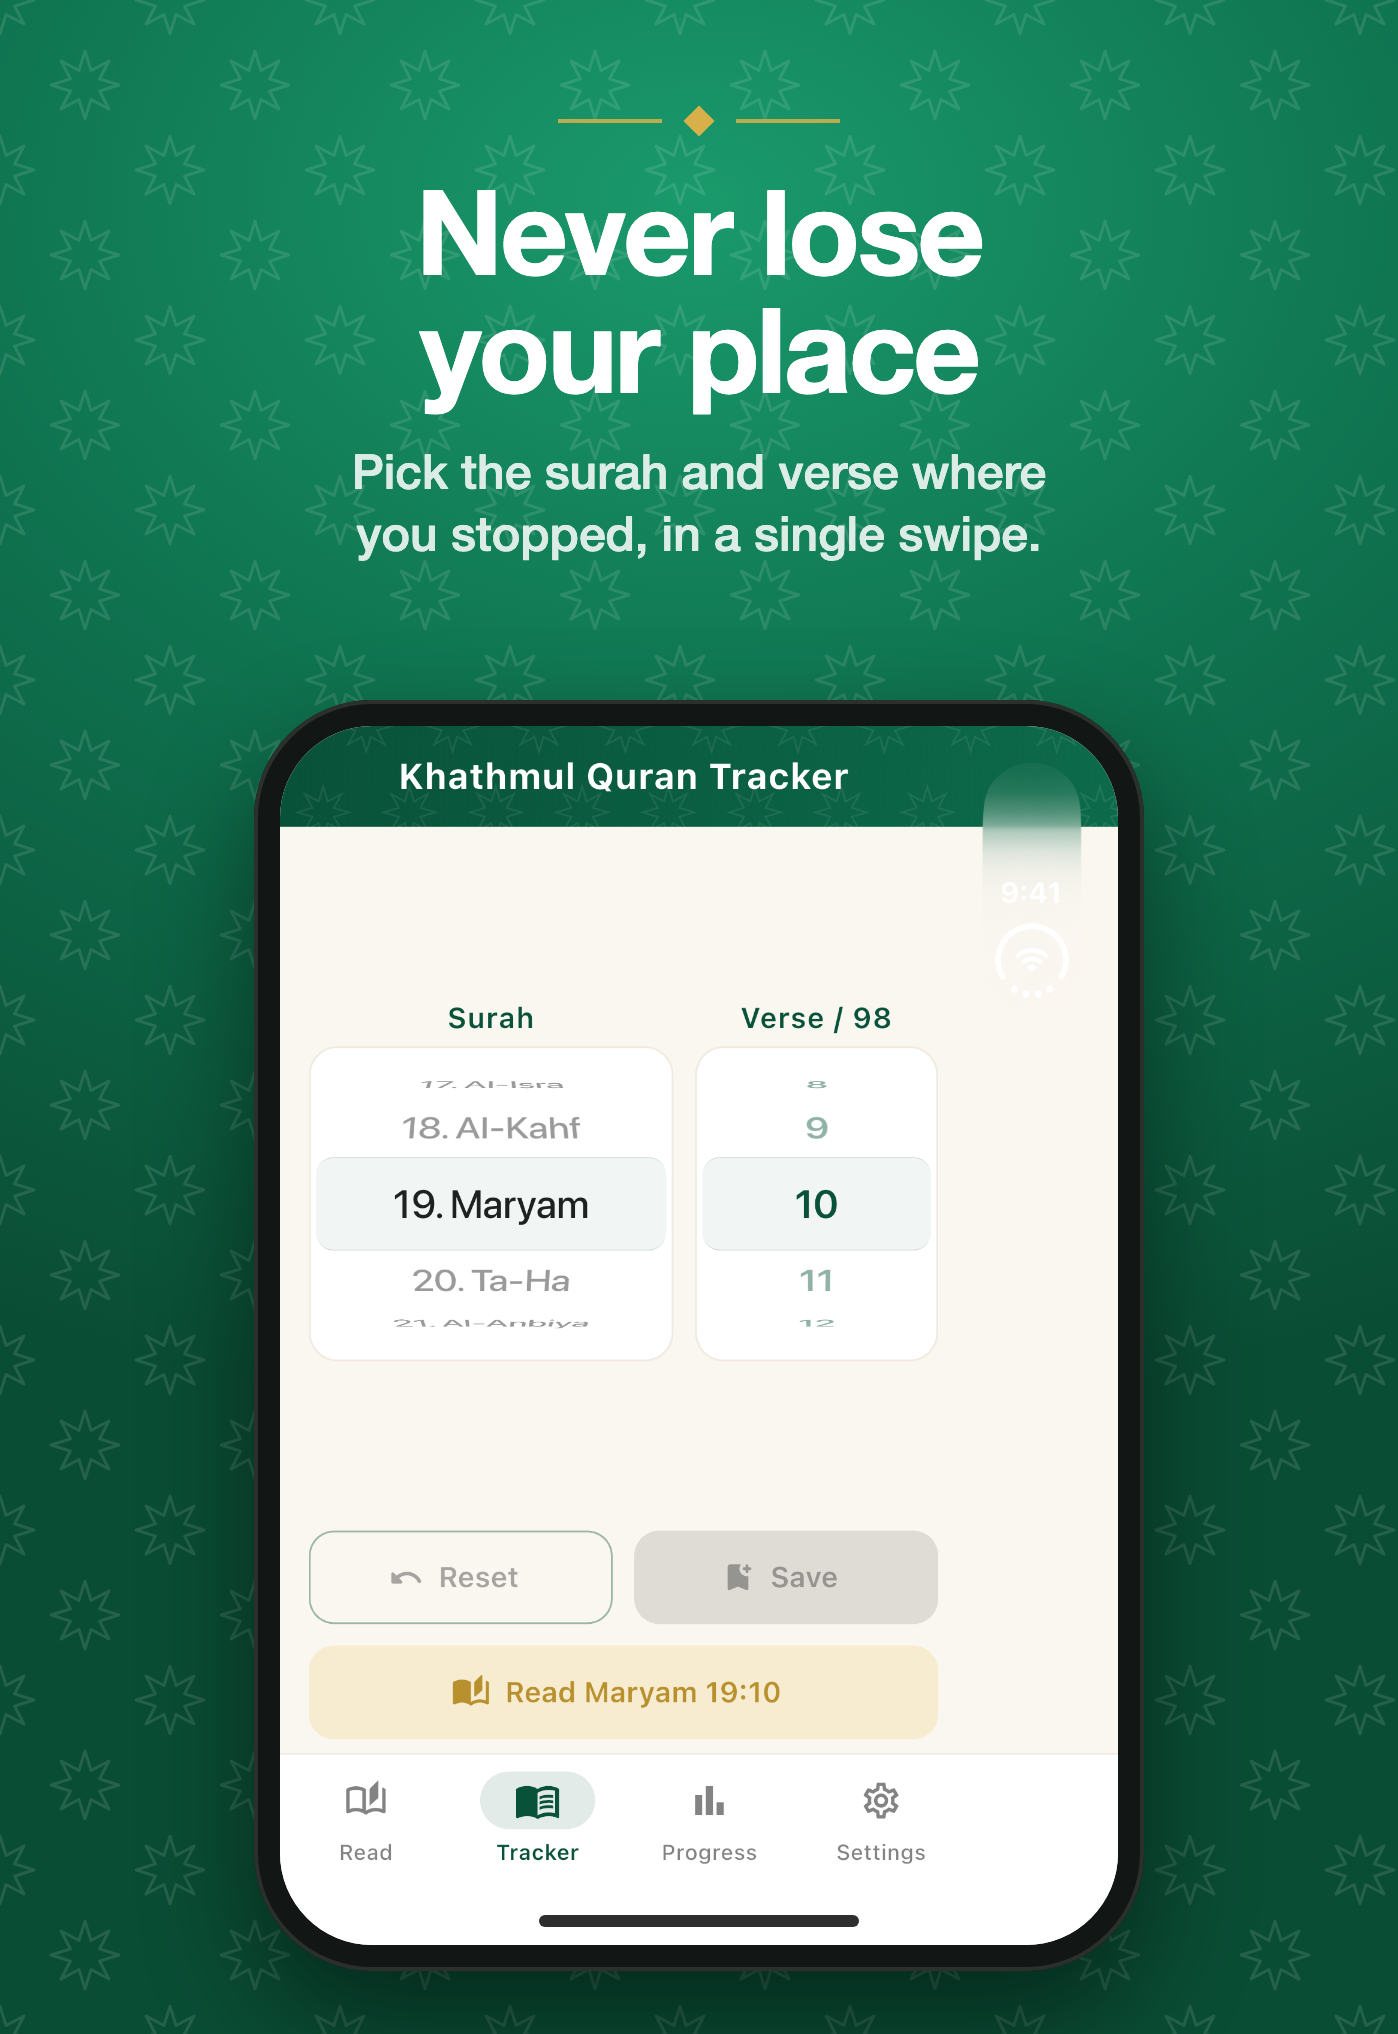 Never lose
your place
Pick the surah and verse where
you stopped, in a single swipe.
Khathmul Quran Tracker
9:41
Surah
Verse / 98
17. Al-Isra
8
18. Al-Kahf
9
19. Maryam
10
20. Ta-Ha
11
21. Al-Anbiya
12
Reset
Save
Read Maryam 19:10
Read
Tracker
Progress
Settings